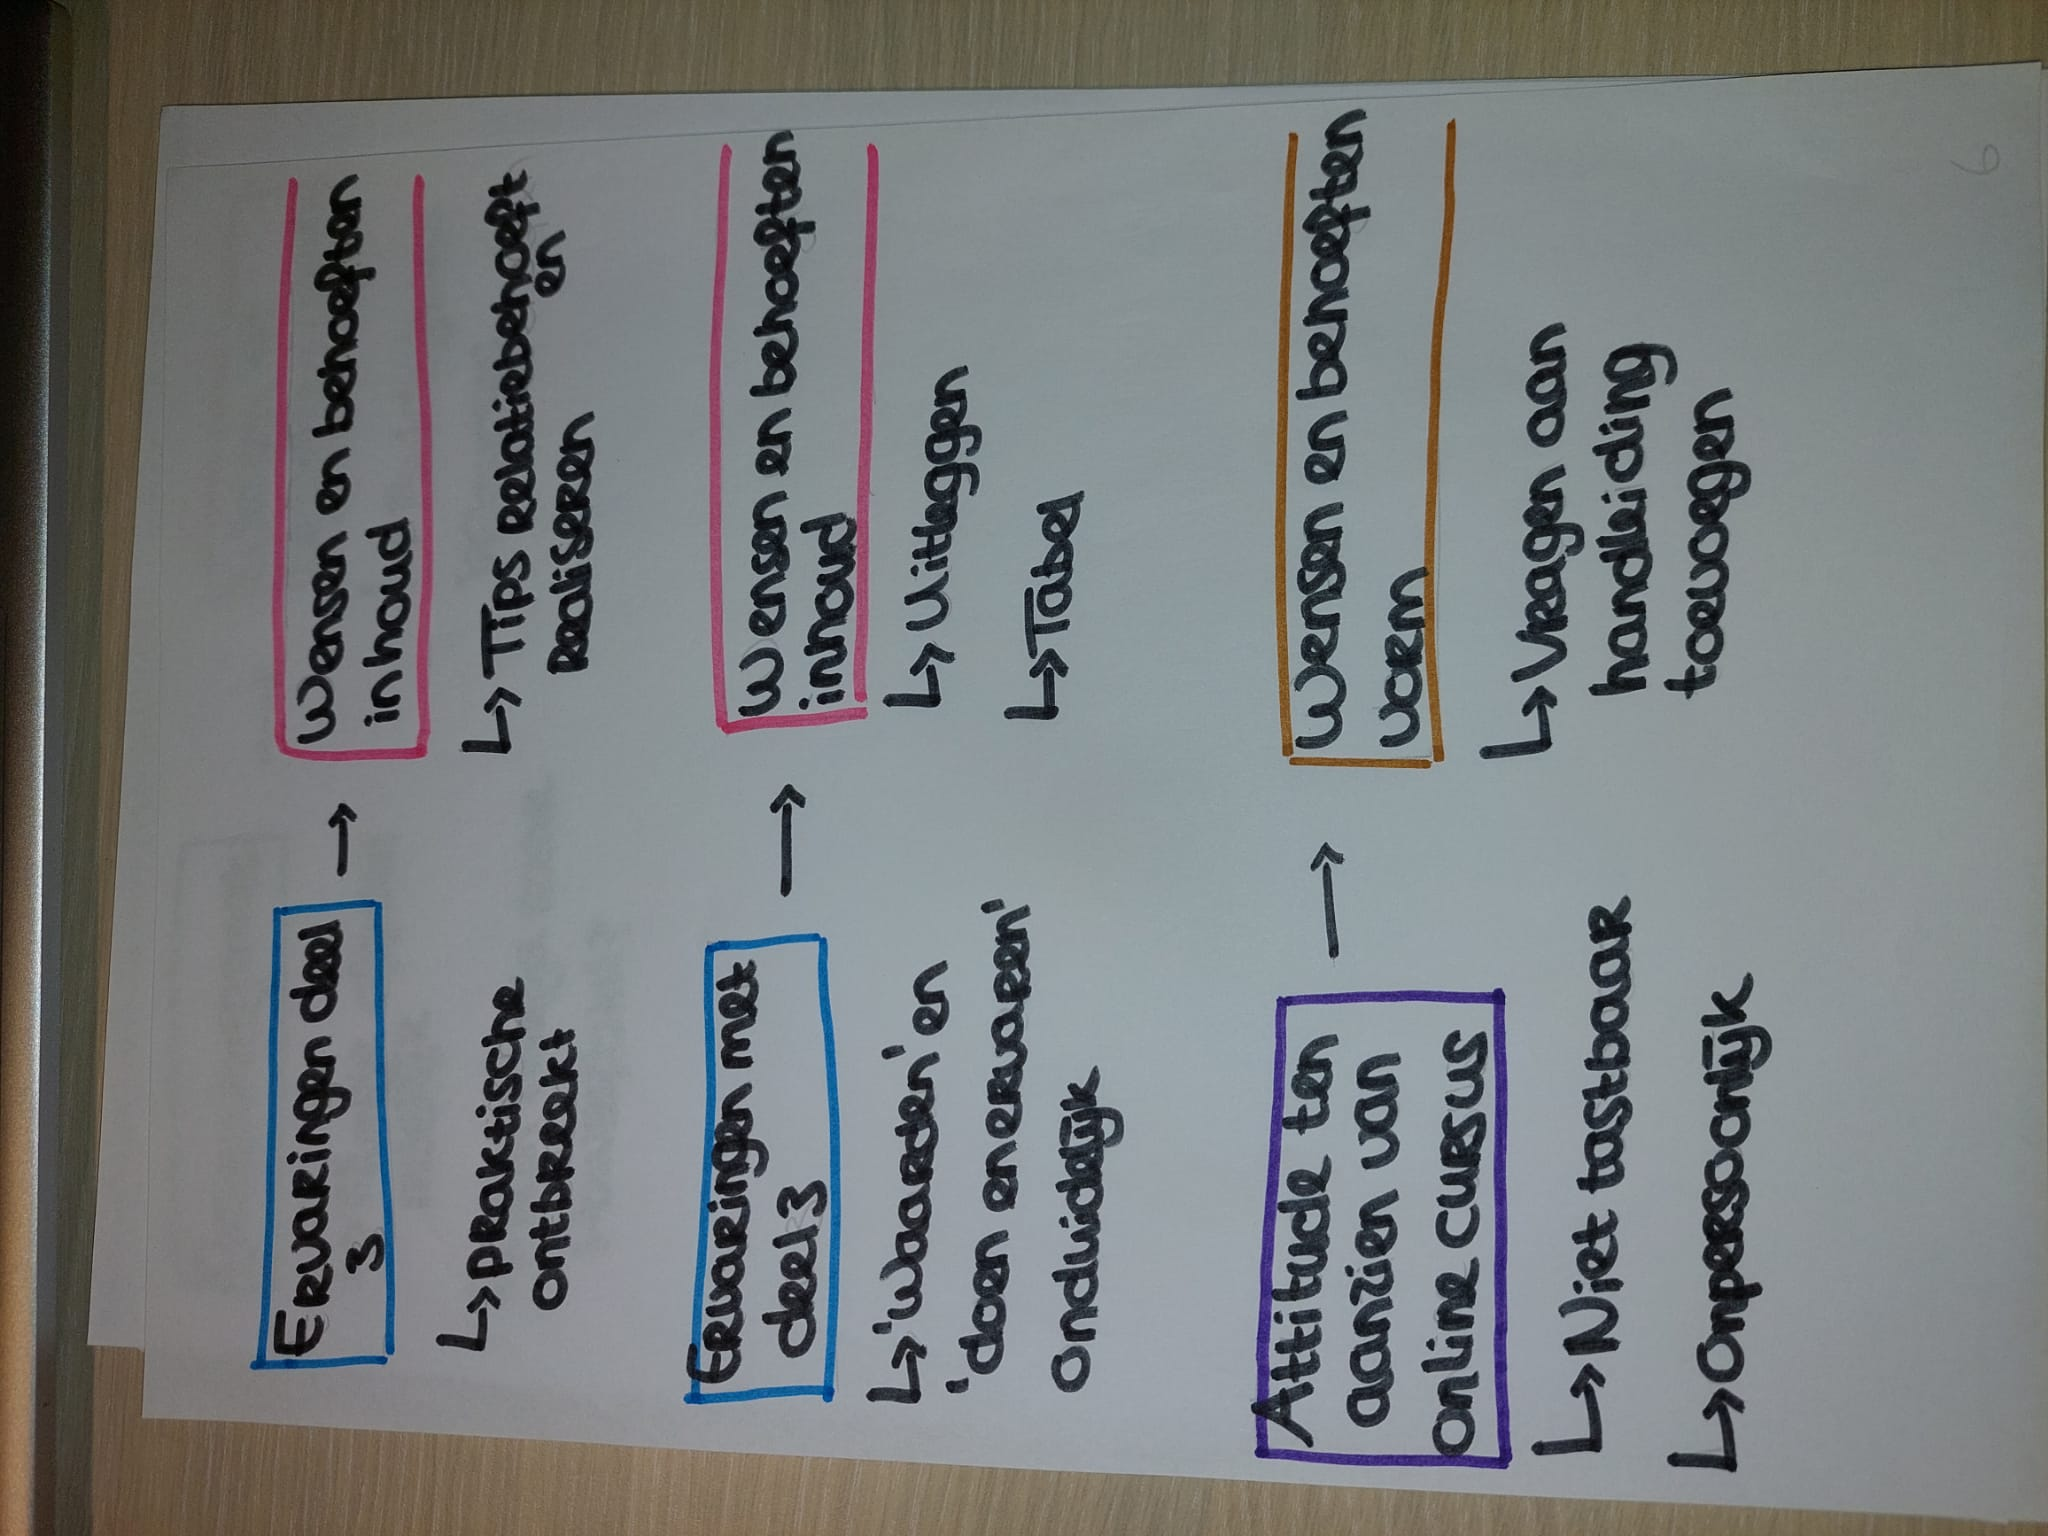 Ervaringen deel
3
→
Wensen en behoeften
inhoud
↳ praktische
ontbreekt
↳ Tips relatiebehoeft
en
realiseren
Ervaringen met
deel 3
→
Wensen en behoeften
inhoud
↳ 'waarden' en
'doen en ervaren'
onduidelijk
↳ Uitleggen
↳ Tabel
Attitude ten
aanzien van
online cursus
→
Wensen en behoeften
vorm
↳ Niet tastbaar
↳ Onpersoonlijk
↳ Vragen aan
handleiding
toevoegen
6